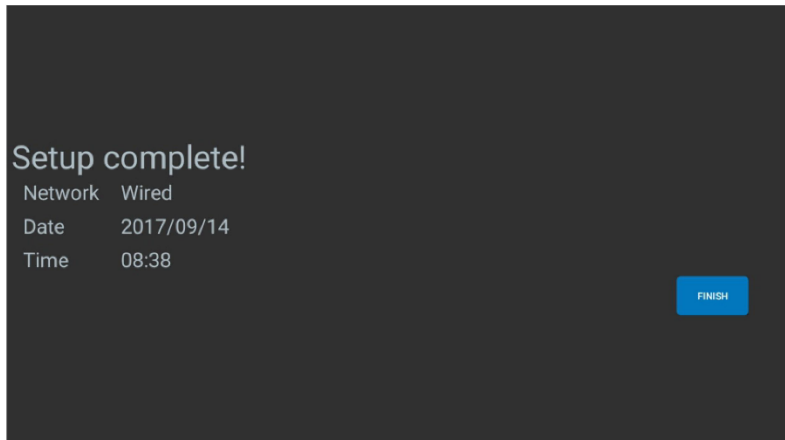 Setup complete!
Network Wired
Date 2017/09/14
Time 08:38
FINISH